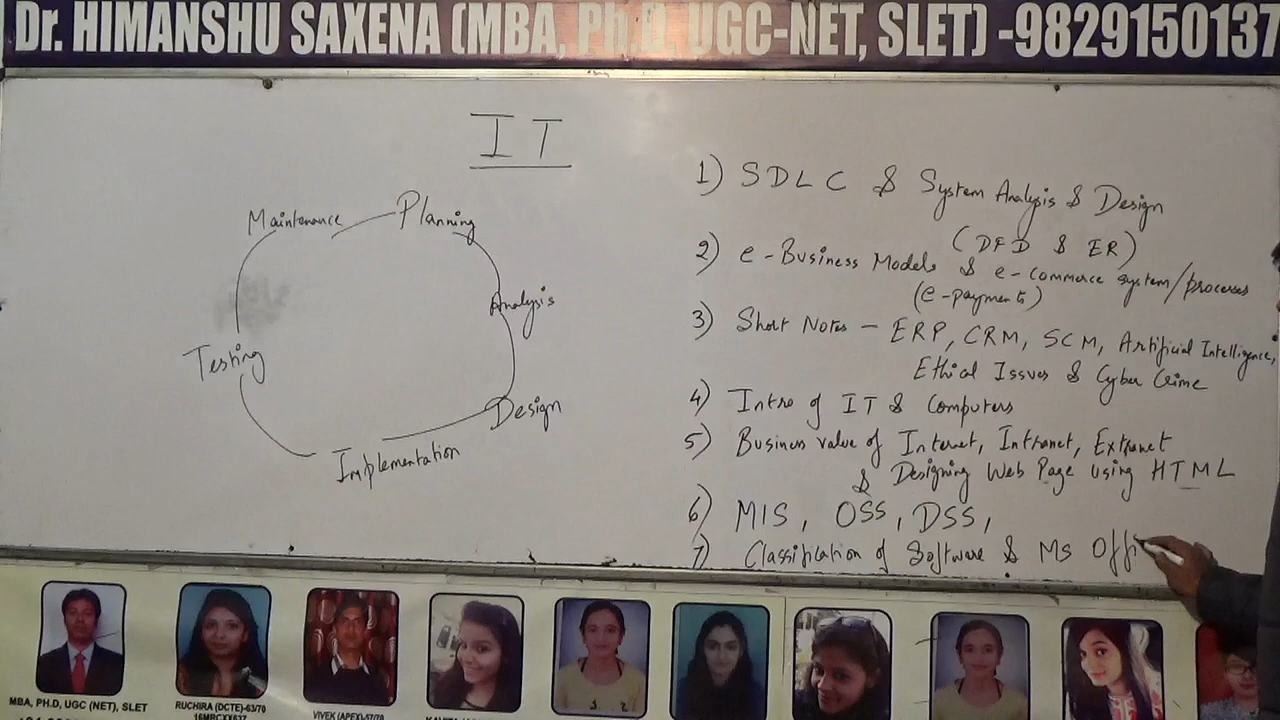 Dr. HIMANSHU SAXENA (MBA, Ph.D, UGC-NET, SLET) -9829150137
IT
Maintenance
Planning
Analysis
Design
Implementation
Testing
1) SDLC & System Analysis & Design
(DFD & ER)
2) e-Business Models & e-commerce system/processes
(e-payments)
3) Short Notes - ERP, CRM, SCM, Artificial Intelligence,
Ethical Issues & Cyber Crime
4) Intro of IT & Computers
5) Business value of Internet, Intranet, Extranet
& Designing Web Page using HTML
6) MIS, OSS, DSS,
7) Classification of Software & MS Offi
MBA, PH.D, UGC (NET), SLET
RUCHIRA (DCTE)-63/70
VIVEK (APEX)-57/70